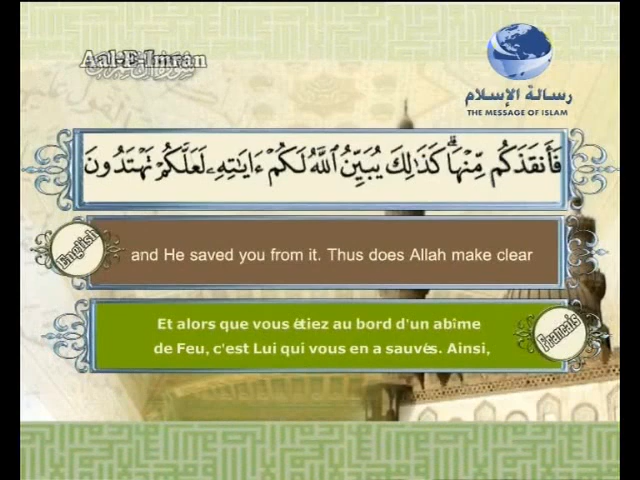 Aal-E-Imran
رسالة الإسلام
THE MESSAGE OF ISLAM
فَأَنقَذَكُم مِّنْهَا ۗ كَذَٰلِكَ يُبَيِّنُ ٱللَّهُ لَكُمْ ءَايَـٰتِهِۦ لَعَلَّكُمْ تَهْتَدُونَ
English
and He saved you from it. Thus does Allah make clear
Et alors que vous étiez au bord d'un abîme
de Feu, c'est Lui qui vous en a sauvés. Ainsi,
Francais